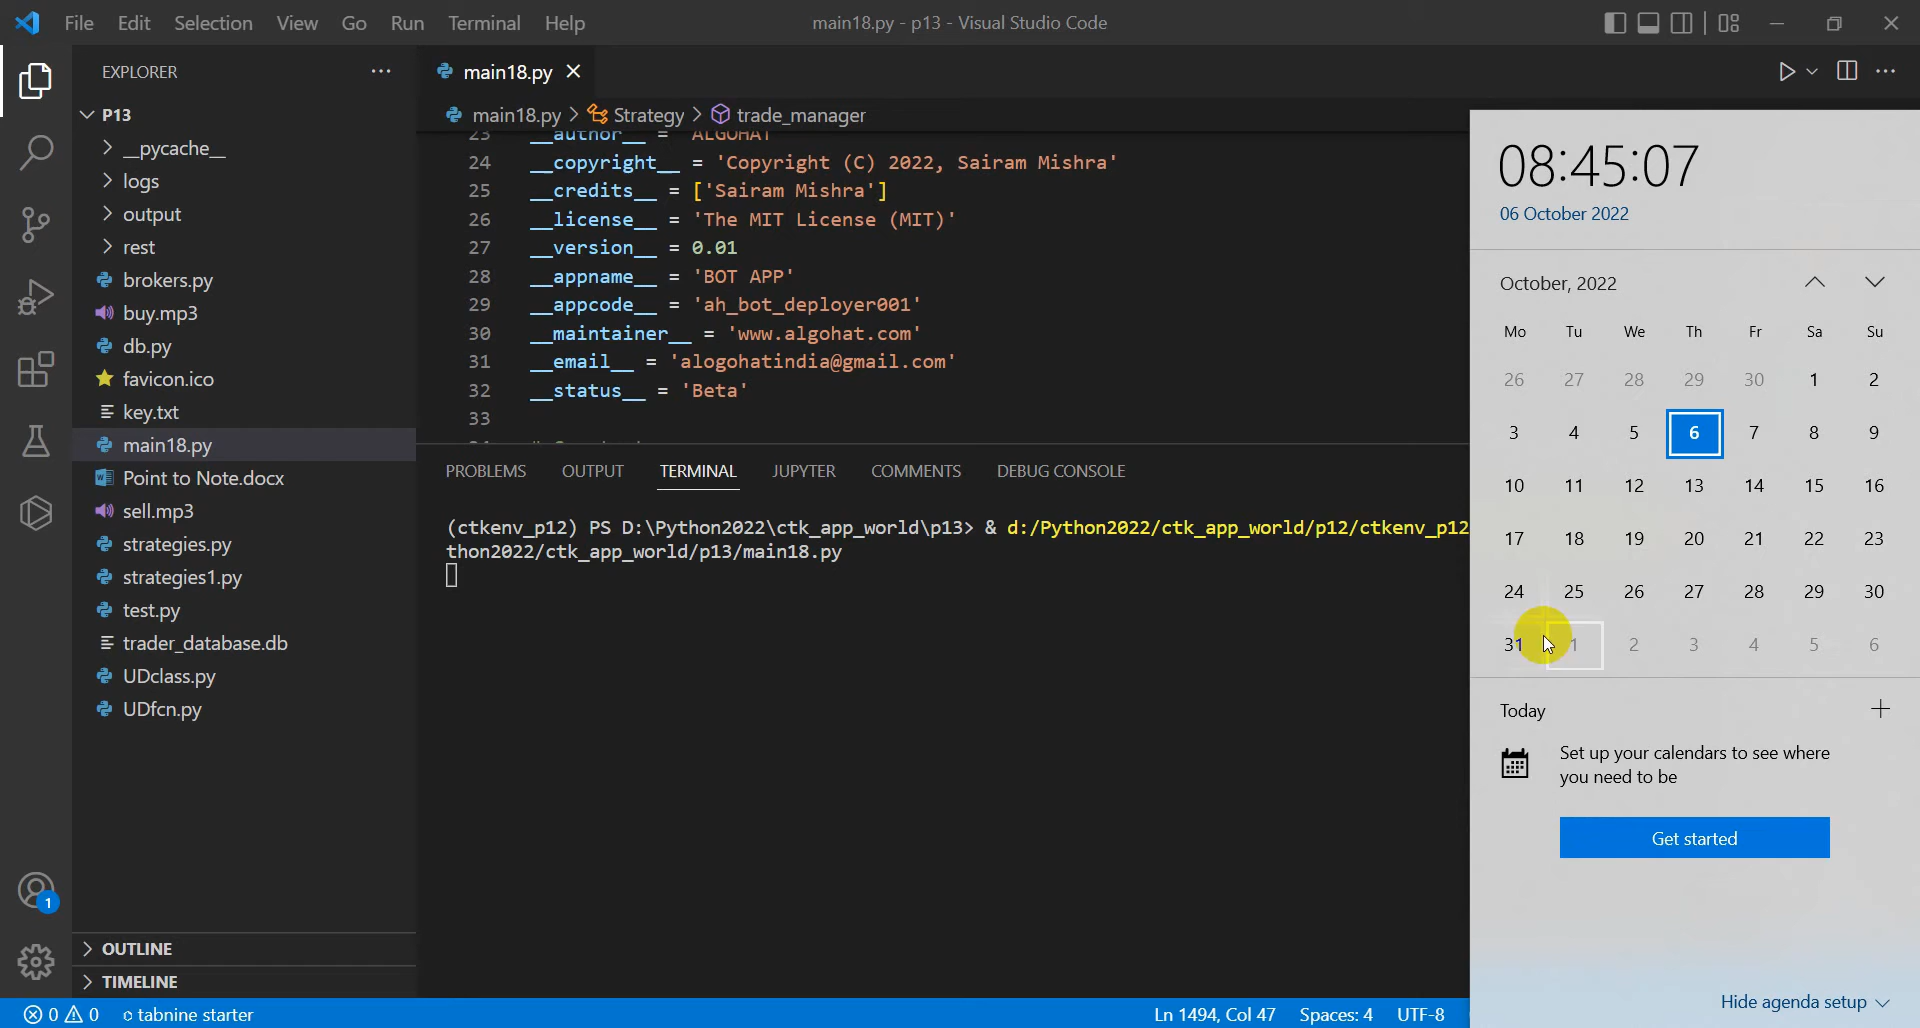 File Edit Selection View Go Run Terminal Help
main18.py - p13 - Visual Studio Code
EXPLORER
P13
__pycache__
logs
output
rest
brokers.py
buy.mp3
db.py
favicon.ico
key.txt
main18.py
Point to Note.docx
sell.mp3
strategies.py
strategies1.py
test.py
trader_database.db
UDclass.py
UDfcn.py
OUTLINE
TIMELINE
main18.py
main18.py > Strategy > trade_manager
23 __author__ = 'ALGOHAT'
24 __copyright__ = 'Copyright (C) 2022, Sairam Mishra'
25 __credits__ = ['Sairam Mishra']
26 __license__ = 'The MIT License (MIT)'
27 __version__ = 0.01
28 __appname__ = 'BOT APP'
29 __appcode__ = 'ah_bot_deployer001'
30 __maintainer__ = 'www.algohat.com'
31 __email__ = 'alogohatindia@gmail.com'
32 __status__ = 'Beta'
33
PROBLEMS OUTPUT TERMINAL JUPYTER COMMENTS DEBUG CONSOLE
(ctkenv_p12) PS D:\Python2022\ctk_app_world\p13> & d:/Python2022/ctk_app_world/p12/ctkenv_p12
thon2022/ctk_app_world/p13/main18.py
08:45:07
06 October 2022
October, 2022
Mo Tu We Th Fr Sa Su
26 27 28 29 30 1 2
3 4 5 6 7 8 9
10 11 12 13 14 15 16
17 18 19 20 21 22 23
24 25 26 27 28 29 30
31 1 2 3 4 5 6
Today
Set up your calendars to see where
you need to be
Get started
Hide agenda setup
1
0 0 tabnine starter
Ln 1494, Col 47 Spaces: 4 UTF-8